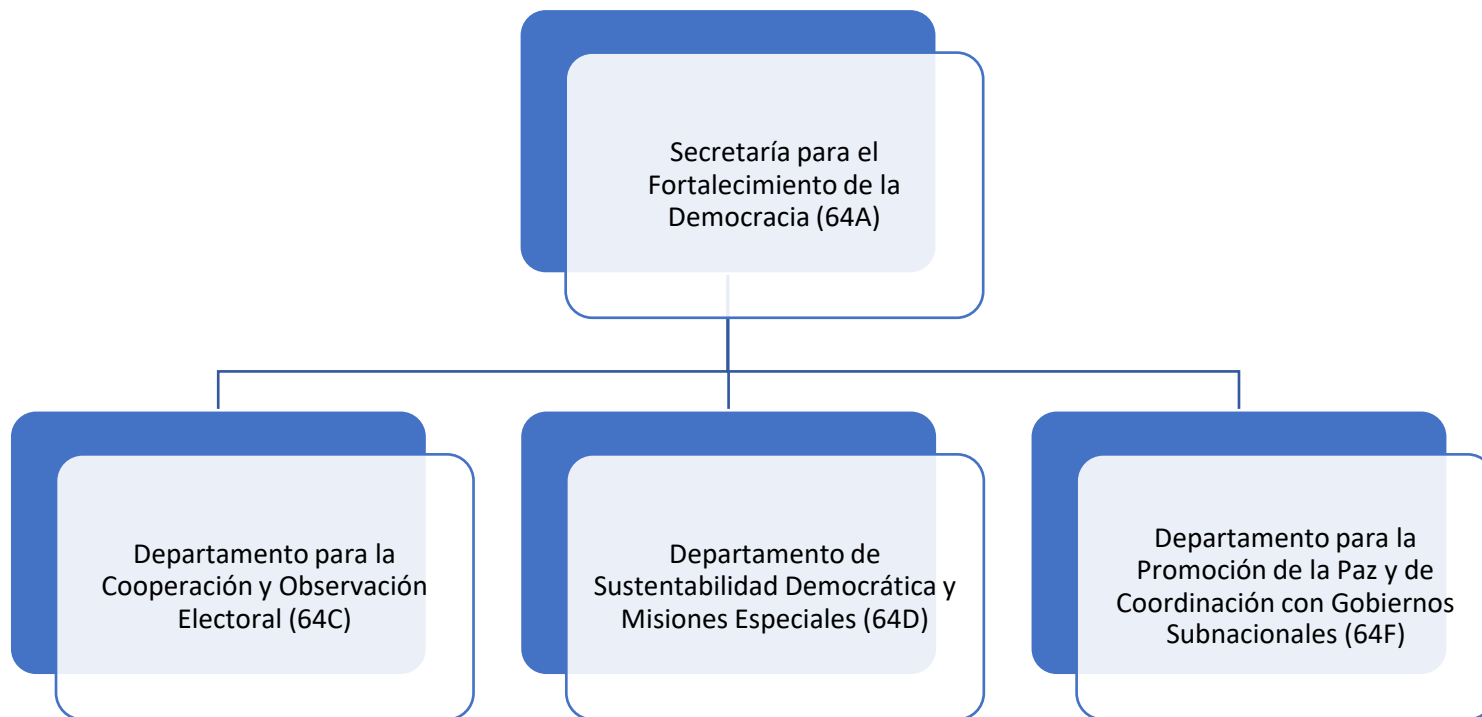 Secretaría para el
Fortalecimiento de la
Democracia (64A)
Departamento para la
Cooperación y Observación
Electoral (64C)
Departamento de
Sustentabilidad Democrática y
Misiones Especiales (64D)
Departamento para la
Promoción de la Paz y de
Coordinación con Gobiernos
Subnacionales (64F)